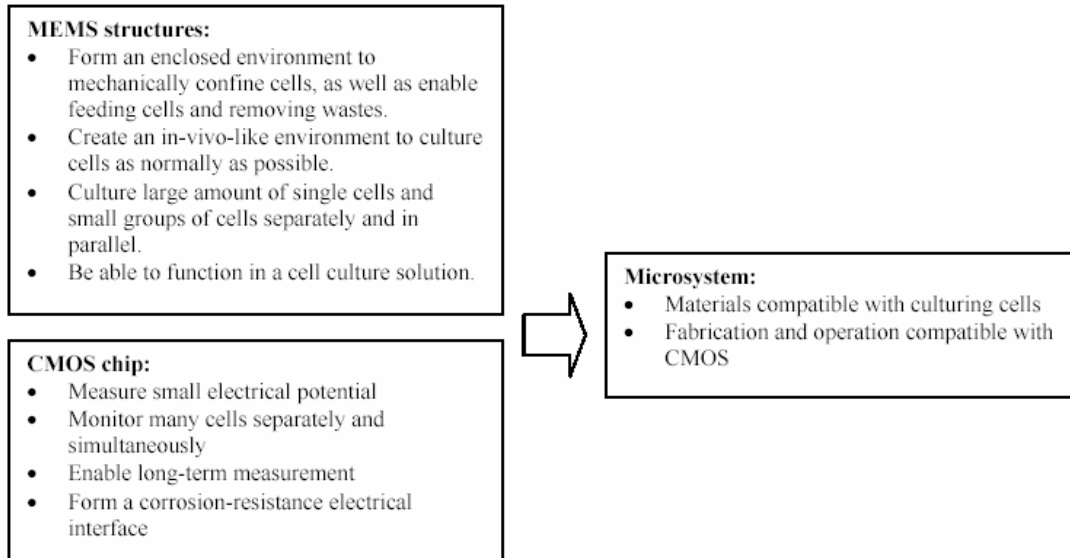 MEMS structures:
• Form an enclosed environment to
mechanically confine cells, as well as enable
feeding cells and removing wastes.
• Create an in-vivo-like environment to culture
cells as normally as possible.
• Culture large amount of single cells and
small groups of cells separately and in
parallel.
• Be able to function in a cell culture solution.
CMOS chip:
• Measure small electrical potential
• Monitor many cells separately and
simultaneously
• Enable long-term measurement
• Form a corrosion-resistance electrical
interface
Microsystem:
• Materials compatible with culturing cells
• Fabrication and operation compatible with
CMOS